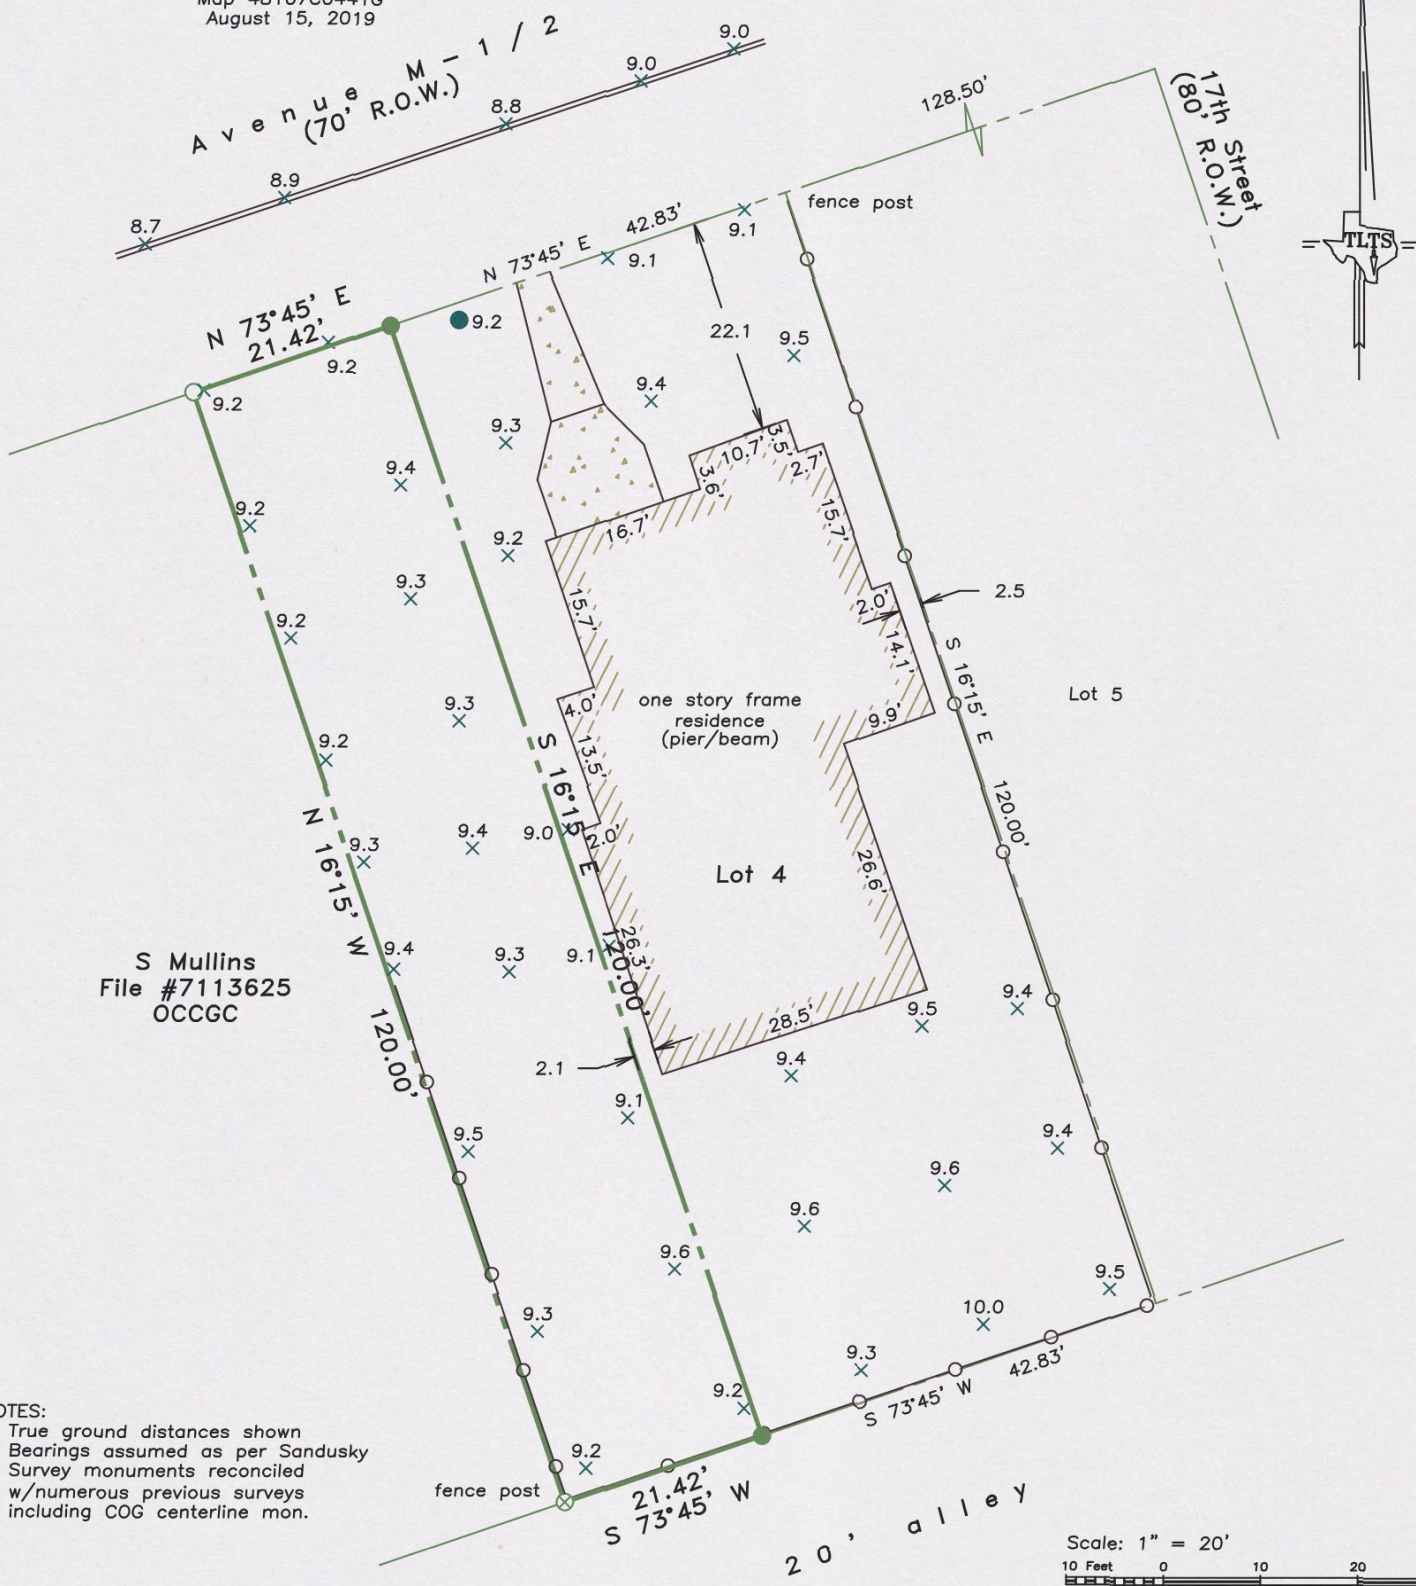 August 15, 2019
Avenue M - 1 / 2
(70' R.O.W.)
8.7
8.9
8.8
9.0
9.0
128.50'
17th Street
(80' R.O.W.)
TLTS
fence post
N 73°45' E
42.83'
9.1
9.1
N 73°45' E
21.42'
9.2
9.2
9.2
22.1
9.5
9.4
9.3
9.4
9.2
9.2
9.3
9.2
10.7'
3.5'
2.7'
3.6'
16.7'
15.7'
15.7'
2.0'
14.1'
2.5
S 16°15' E
120.00'
Lot 5
one story frame
residence
(pier/beam)
4.0'
13.5'
9.9'
9.3
9.2
S 16°15' E
120.00'
9.0
2.0'
9.4
9.3
N 16°15' W
120.00'
Lot 4
26.6'
26.3'
9.4
9.3
9.1
S Mullins
File #7113625
OCCGC
28.5'
9.5
9.4
9.4
2.1
9.1
9.5
9.4
9.6
9.6
9.6
9.5
9.3
10.0
9.3
42.83'
S 73°45' W
9.2
9.2
fence post
21.42'
S 73°45' W
20' alley
True ground distances shown
Bearings assumed as per Sandusky
Survey monuments reconciled
w/numerous previous surveys
including COG centerline mon.
Scale: 1" = 20'
10 Feet 0 10 20